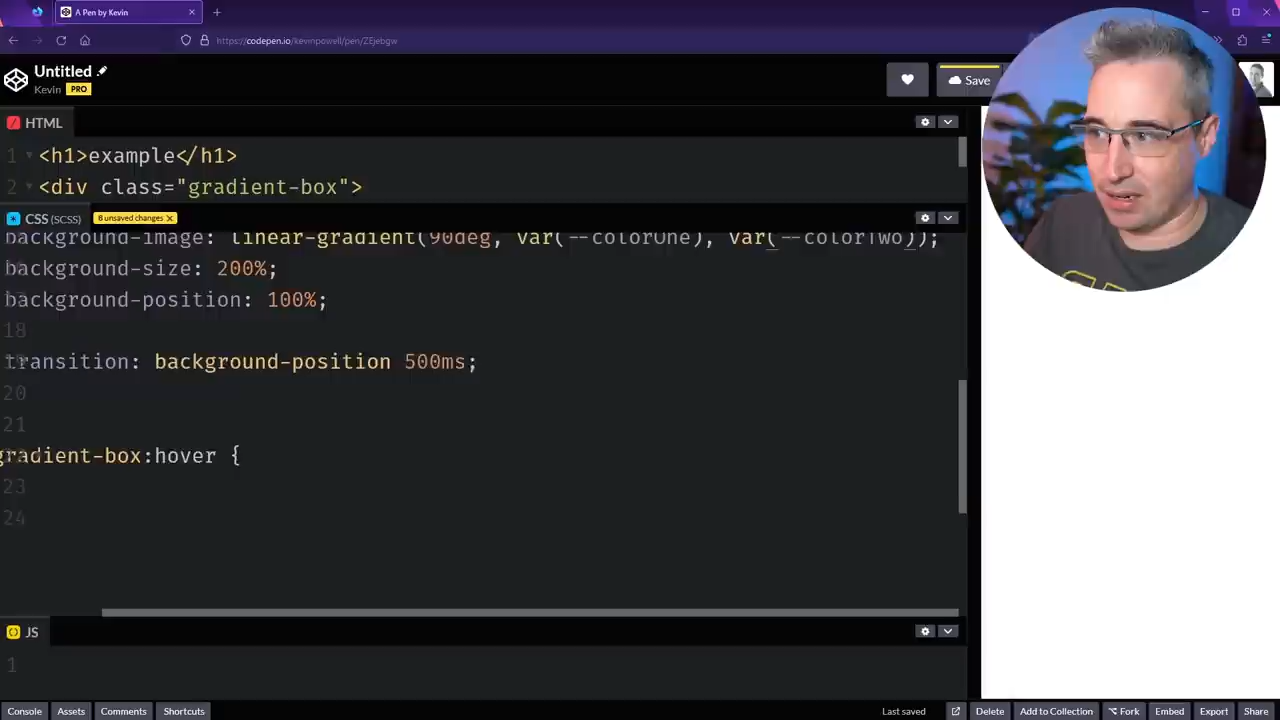 A Pen by Kevin
https://codepen.io/kevinpowell/pen/ZEjebgw
Untitled
Kevin PRO
Save
HTML
1 <h1>example</h1>
2 <div class="gradient-box">
CSS (SCSS) 8 unsaved changes X
background-image: linear-gradient(90deg, var(--colorOne), var(--colorTwo));
background-size: 200%;
background-position: 100%;
18
transition: background-position 500ms;
20
21
gradient-box:hover {
23
24
JS
1
Console Assets Comments Shortcuts Last saved Delete Add to Collection Fork Embed Export Share